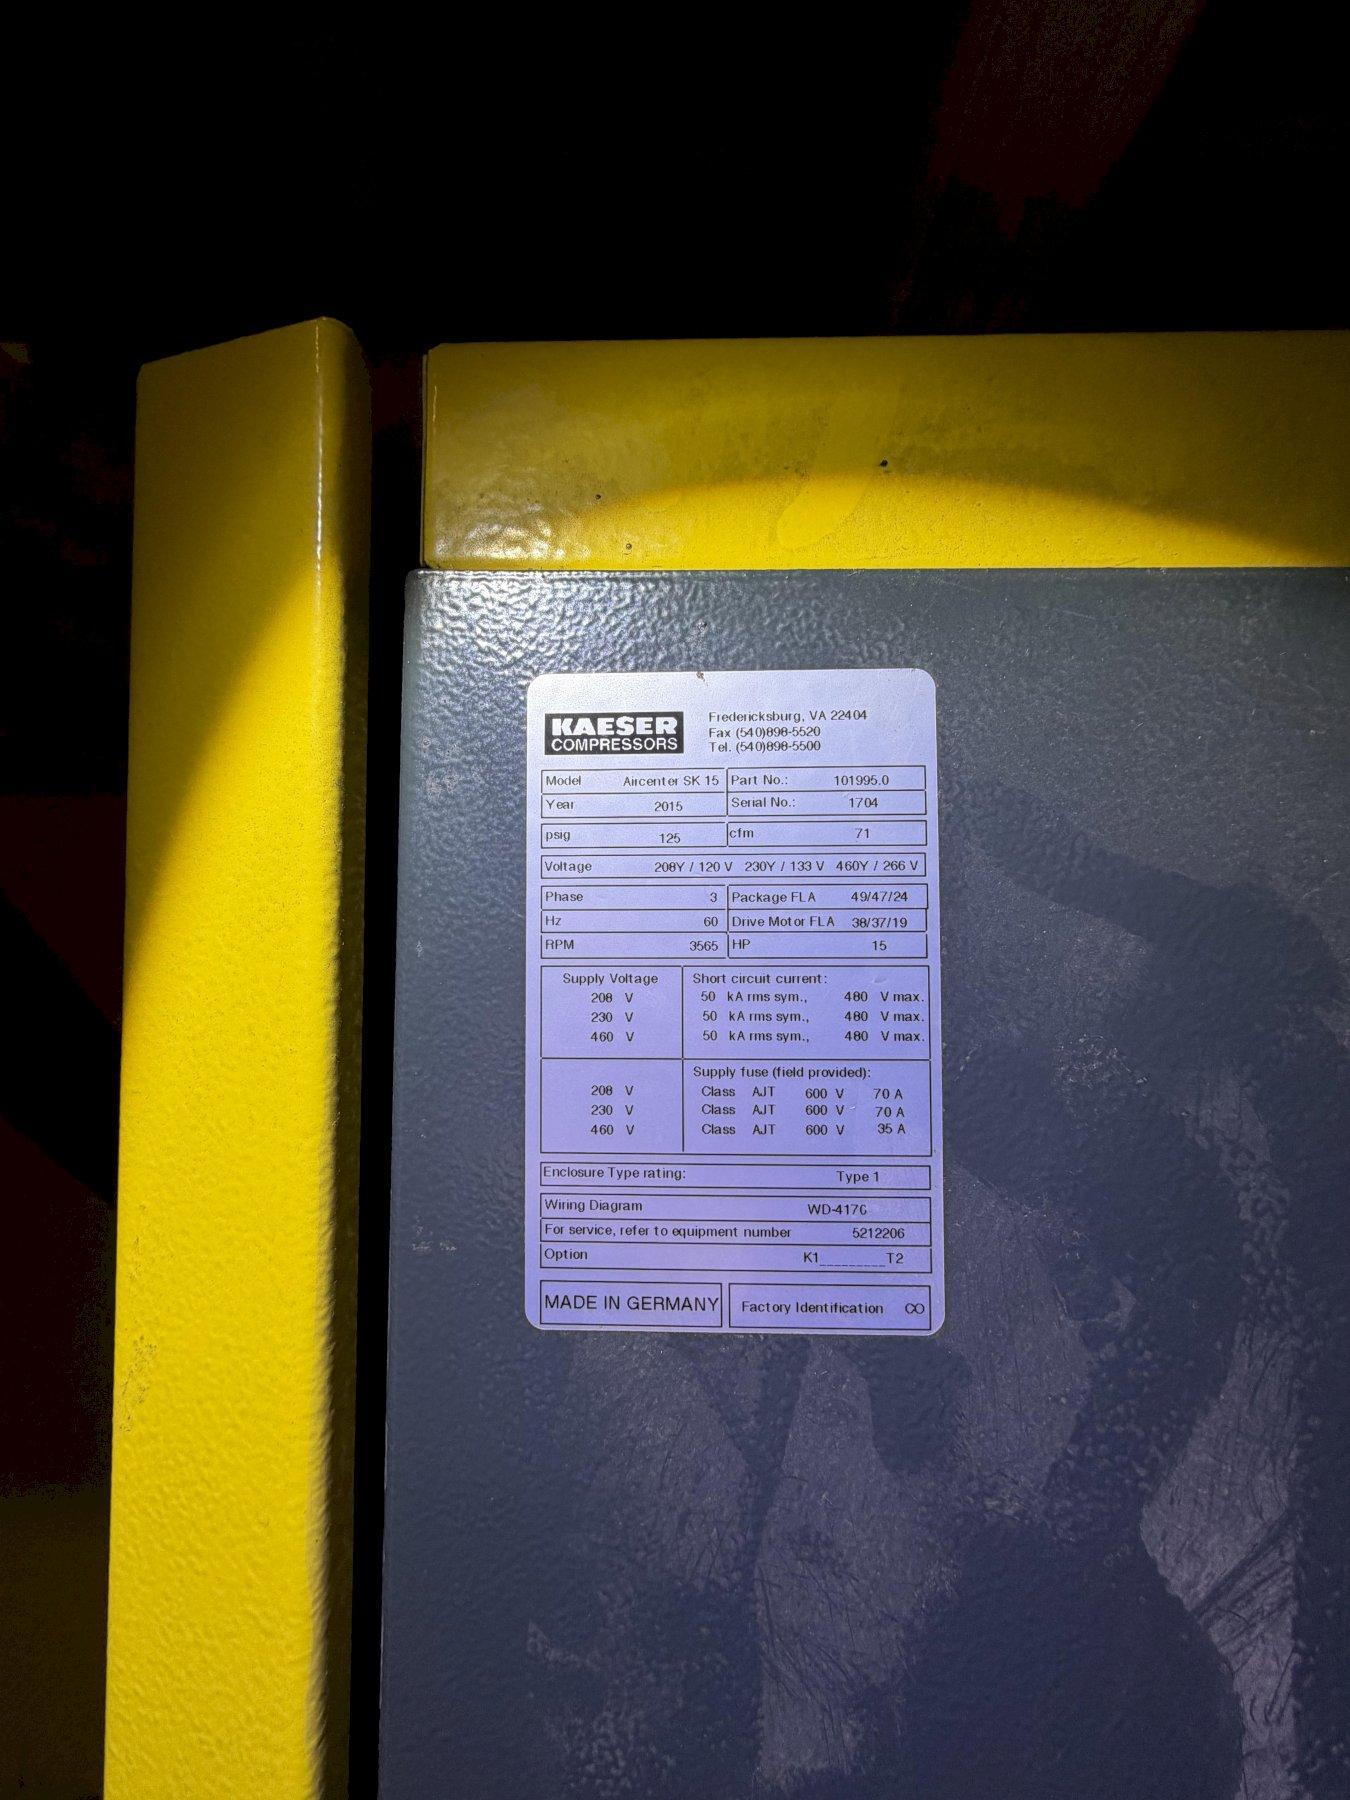 KAESER
COMPRESSORS
Fredericksburg, VA 22404
Fax (540)898-5520
Tel. (540)898-5500
Model Aircenter SK 15 Part No.: 101995.0
Year 2015 Serial No.: 1704
psig 125 cfm 71
Voltage 208Y / 120 V 230Y / 133 V 460Y / 266 V
Phase 3 Package FLA 49/47/24
Hz 60 Drive Motor FLA 38/37/19
RPM 3565 HP 15
Supply Voltage Short circuit current:
208 V 50 kA rms sym., 480 V max.
230 V 50 kA rms sym., 480 V max.
460 V 50 kA rms sym., 480 V max.
Supply fuse (field provided):
208 V Class AJT 600 V 70 A
230 V Class AJT 600 V 70 A
460 V Class AJT 600 V 35 A
Enclosure Type rating: Type 1
Wiring Diagram
For service, refer to equipment number 5212206
Option K1_________T2
MADE IN GERMANY Factory Identification CO